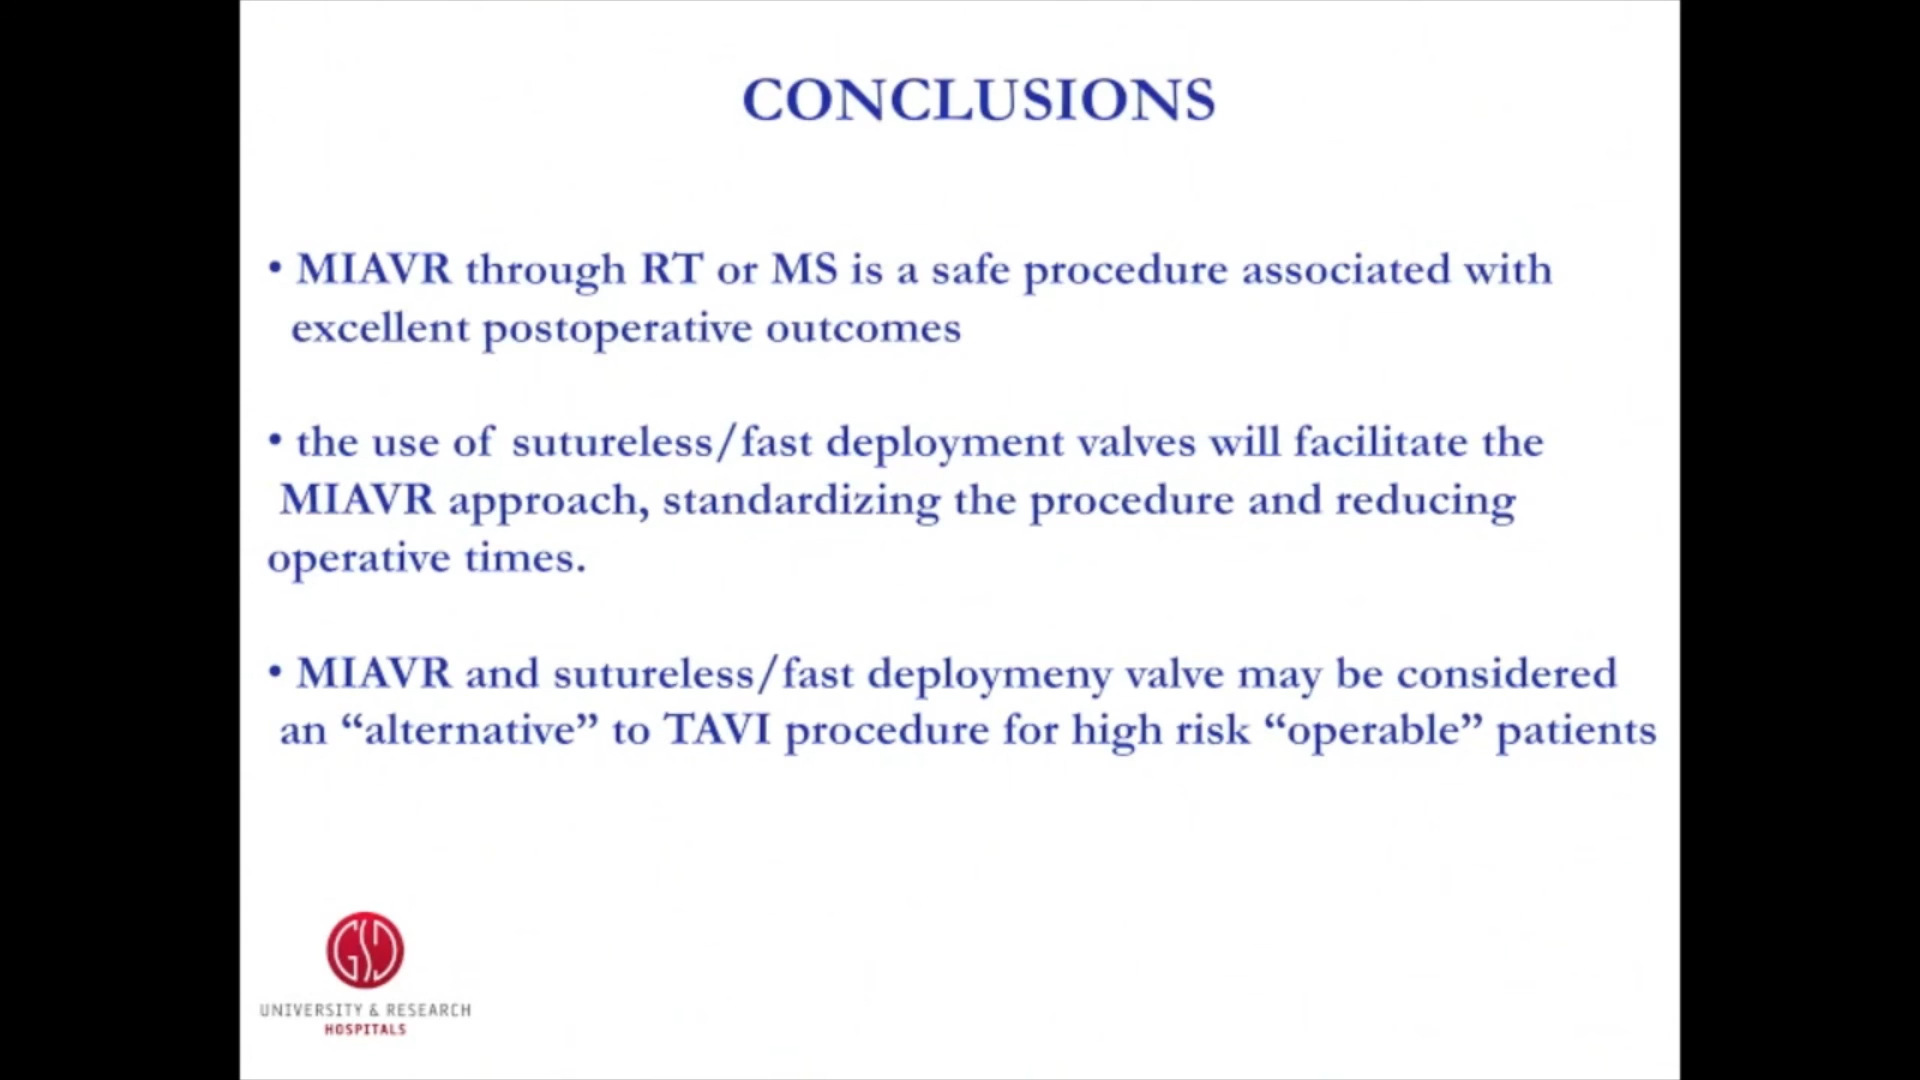 CONCLUSIONS
• MIAVR through RT or MS is a safe procedure associated with
excellent postoperative outcomes
• the use of sutureless/fast deployment valves will facilitate the
MIAVR approach, standardizing the procedure and reducing
operative times.
• MIAVR and sutureless/fast deploymeny valve may be considered
an “alternative” to TAVI procedure for high risk “operable” patients
GSD
UNIVERSITY & RESEARCH
HOSPITALS